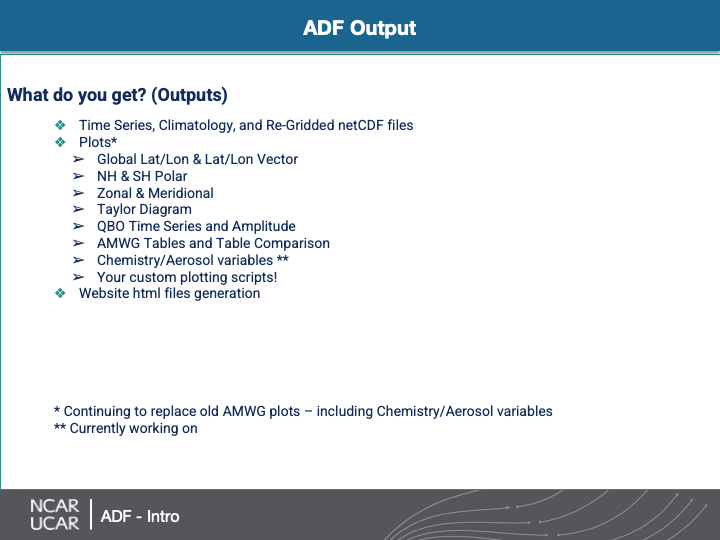 ADF Output
What do you get? (Outputs)
❖ Time Series, Climatology, and Re-Gridded netCDF files
❖ Plots*
➢ Global Lat/Lon & Lat/Lon Vector
➢ NH & SH Polar
➢ Zonal & Meridional
➢ Taylor Diagram
➢ QBO Time Series and Amplitude
➢ AMWG Tables and Table Comparison
➢ Chemistry/Aerosol variables **
➢ Your custom plotting scripts!
❖ Website html files generation
* Continuing to replace old AMWG plots – including Chemistry/Aerosol variables
** Currently working on
NCAR
UCAR
ADF - Intro